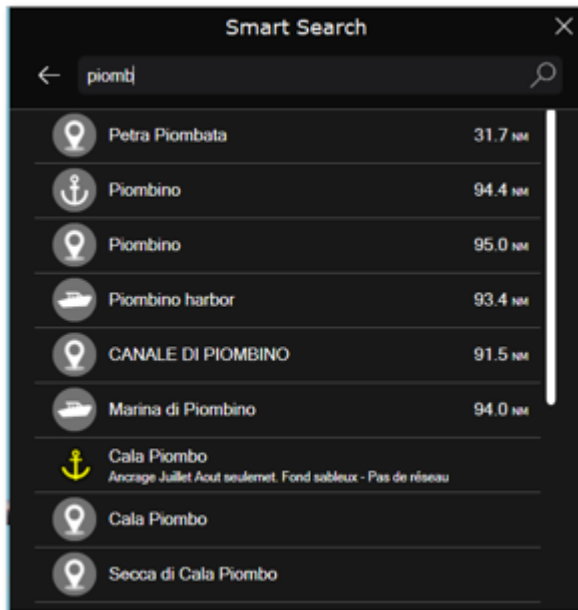 Smart Search
piomb
Petra Piombata 31.7 NM
Piombino 94.4 NM
Piombino 95.0 NM
Piombino harbor 93.4 NM
CANALE DI PIOMBINO 91.5 NM
Marina di Piombino 94.0 NM
Cala Piombo
Ancrage Juillet Aout seulemet. Fond sableux - Pas de réseau
Cala Piombo
Secca di Cala Piombo